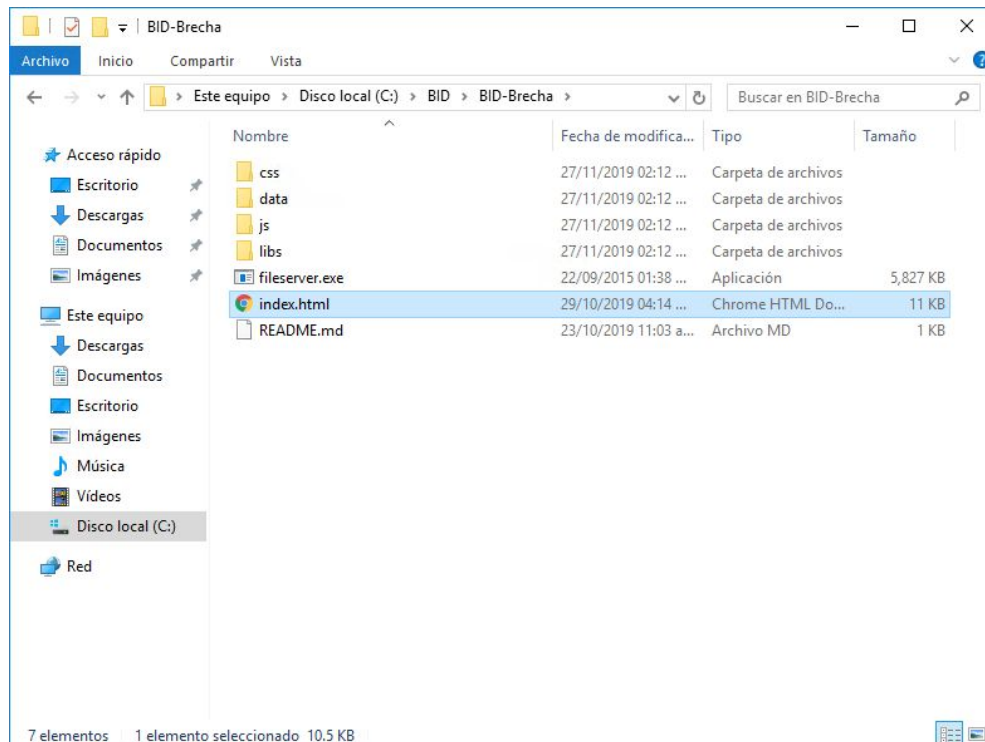 BID-Brecha
Archivo Inicio Compartir Vista
Este equipo > Disco local (C:) > BID > BID-Brecha > Buscar en BID-Brecha
Nombre Fecha de modifica... Tipo Tamaño
Acceso rápido
Escritorio
Descargas
Documentos
Imágenes
Este equipo
Descargas
Documentos
Escritorio
Imágenes
Música
Vídeos
Disco local (C:)
Red
css 27/11/2019 02:12 ... Carpeta de archivos
data 27/11/2019 02:12 ... Carpeta de archivos
js 27/11/2019 02:12 ... Carpeta de archivos
libs 27/11/2019 02:12 ... Carpeta de archivos
fileserver.exe 22/09/2015 01:38 ... Aplicación 5,827 KB
index.html 29/10/2019 04:14 ... Chrome HTML Do... 11 KB
README.md 23/10/2019 11:03 a... Archivo MD 1 KB
7 elementos 1 elemento seleccionado 10.5 KB